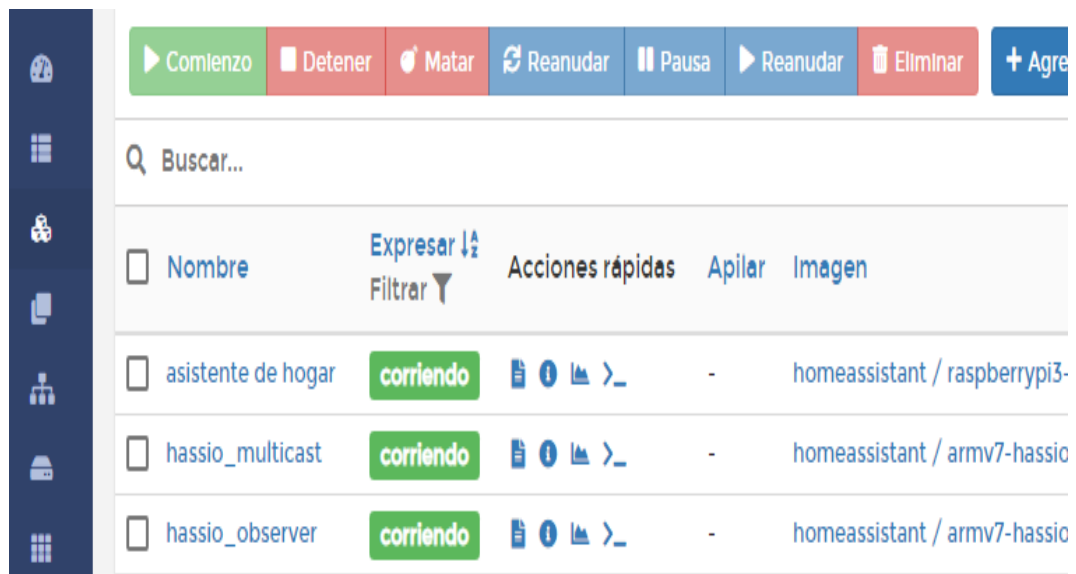 Comienzo Detener Matar Reanudar Pausa Reanudar Eliminar + Agre
Buscar...
Nombre Expresar Filtrar Acciones rápidas Apilar Imagen
asistente de hogar corriendo - homeassistant / raspberrypi3-
hassio_multicast corriendo - homeassistant / armv7-hassio
hassio_observer corriendo - homeassistant / armv7-hassio